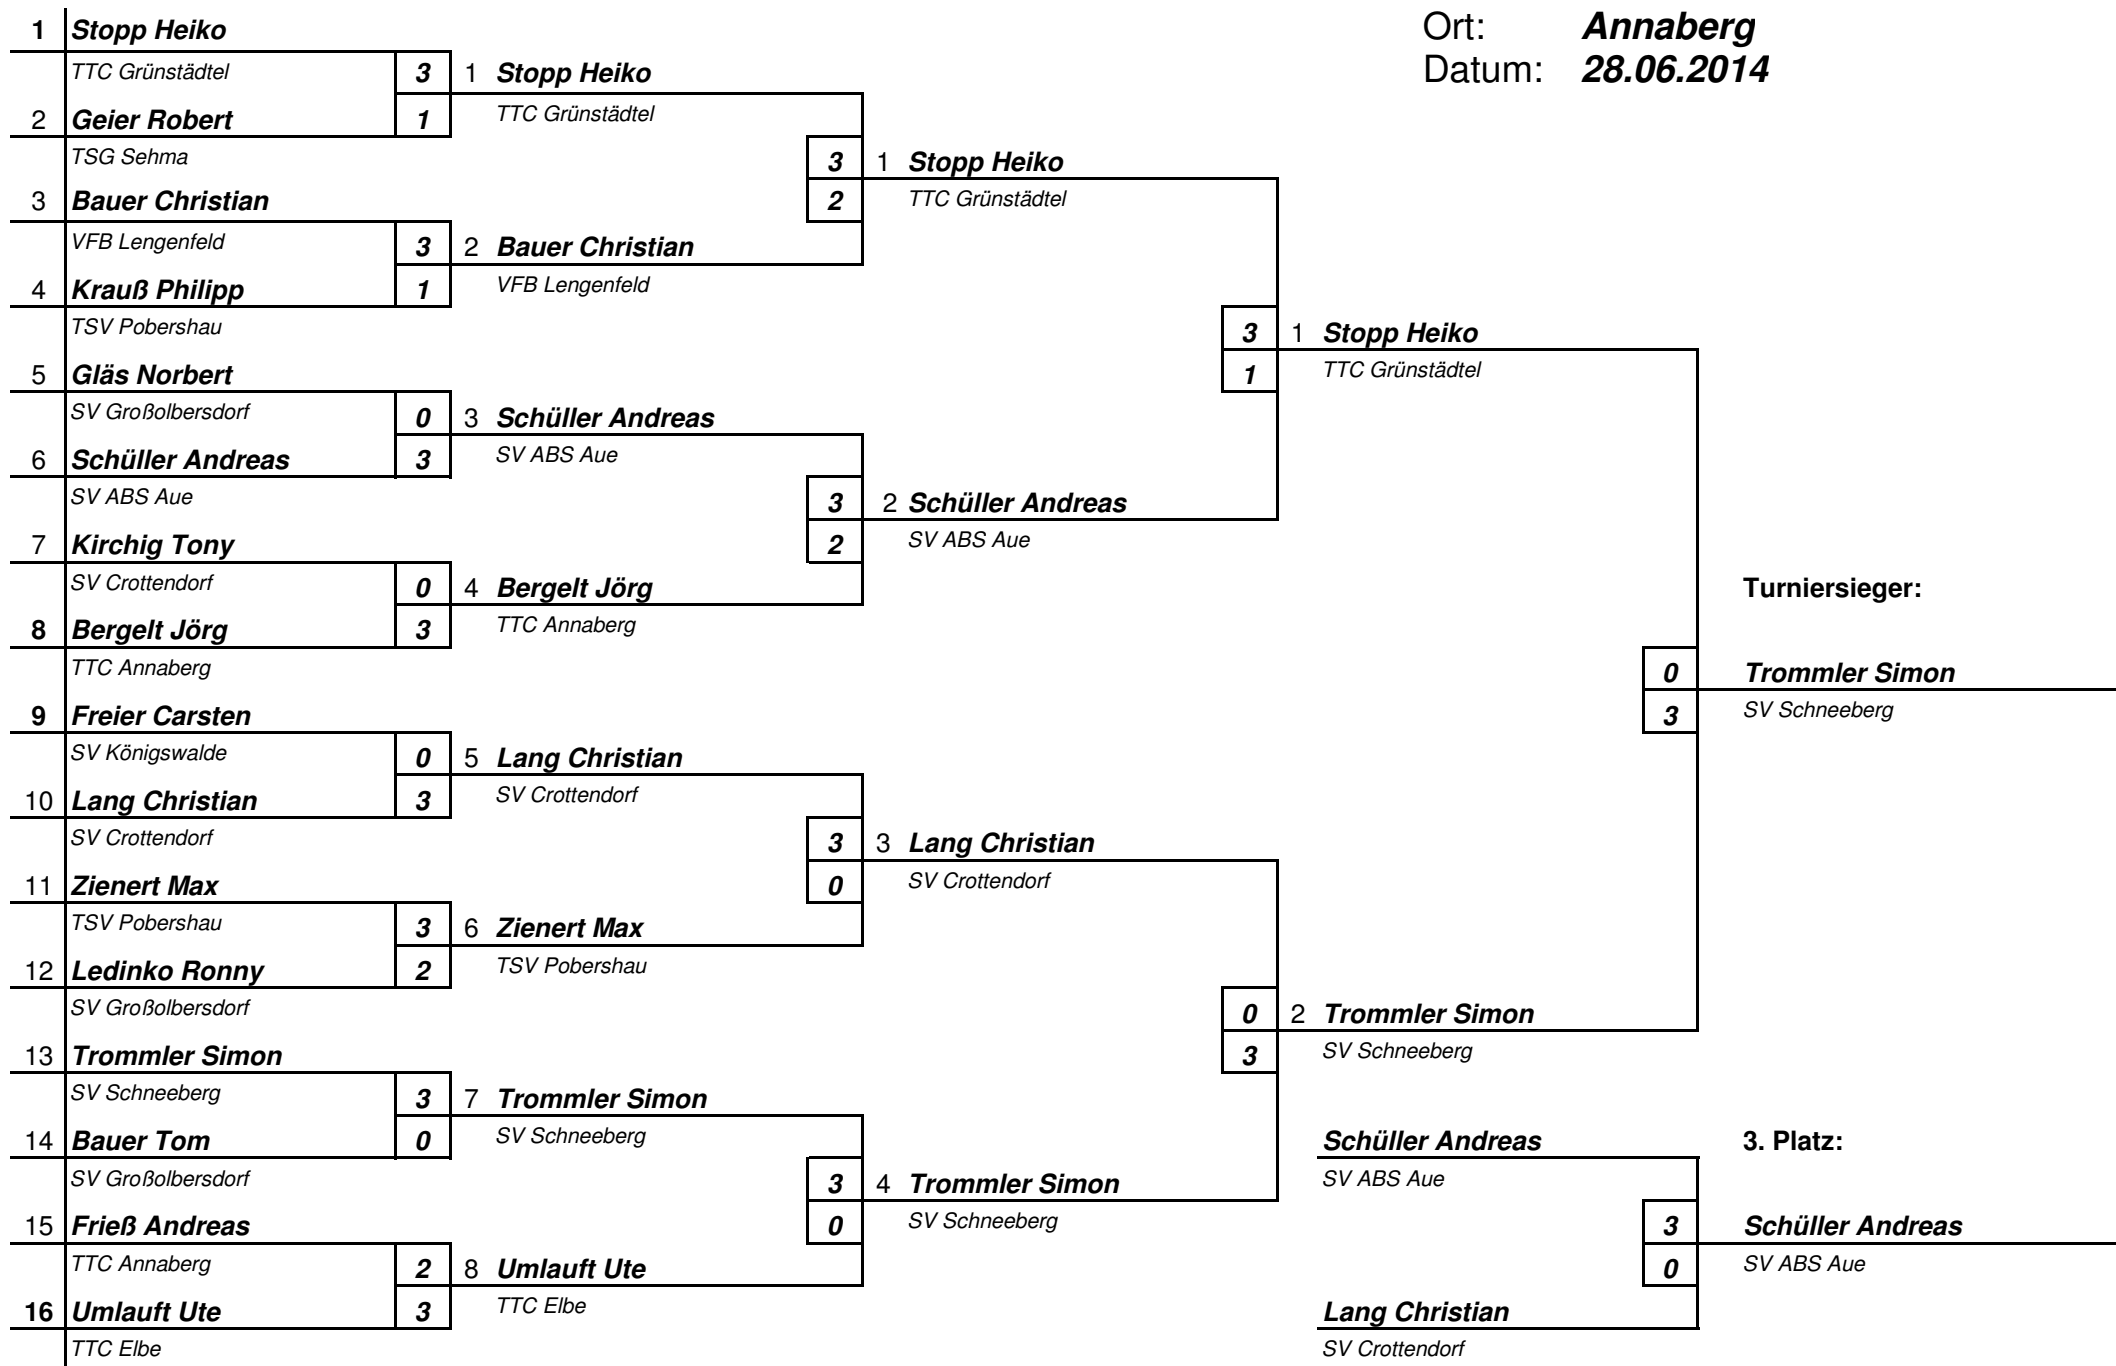 Ort: Annaberg
Datum: 28.06.2014
1 Stopp Heiko
TTC Grünstädtel 3
2 Geier Robert 1
TSG Sehma
3 Bauer Christian
VFB Lengenfeld 3
4 Krauß Philipp 1
TSV Pobershau
5 Gläs Norbert
SV Großolbersdorf 0
6 Schüller Andreas 3
SV ABS Aue
7 Kirchig Tony
SV Crottendorf 0
8 Bergelt Jörg 3
TTC Annaberg
9 Freier Carsten
SV Königswalde 0
10 Lang Christian 3
SV Crottendorf
11 Zienert Max
TSV Pobershau 3
12 Ledinko Ronny 2
SV Großolbersdorf
13 Trommler Simon
SV Schneeberg 3
14 Bauer Tom 0
SV Großolbersdorf
15 Frieß Andreas
TTC Annaberg 2
16 Umlauft Ute 3
TTC Elbe
1 Stopp Heiko
TTC Grünstädtel
3
2
2 Bauer Christian
VFB Lengenfeld
3 Schüller Andreas
SV ABS Aue
3
2
4 Bergelt Jörg
TTC Annaberg
5 Lang Christian
SV Crottendorf
3
0
6 Zienert Max
TSV Pobershau
7 Trommler Simon
SV Schneeberg
3
0
8 Umlauft Ute
TTC Elbe
1 Stopp Heiko
TTC Grünstädtel
3
1
2 Schüller Andreas
SV ABS Aue
3 Lang Christian
SV Crottendorf
0
3
4 Trommler Simon
SV Schneeberg
1 Stopp Heiko
TTC Grünstädtel
0
3
2 Trommler Simon
SV Schneeberg
Turniersieger:
Trommler Simon
SV Schneeberg
Schüller Andreas
SV ABS Aue
3
0
Lang Christian
SV Crottendorf
3. Platz:
Schüller Andreas
SV ABS Aue